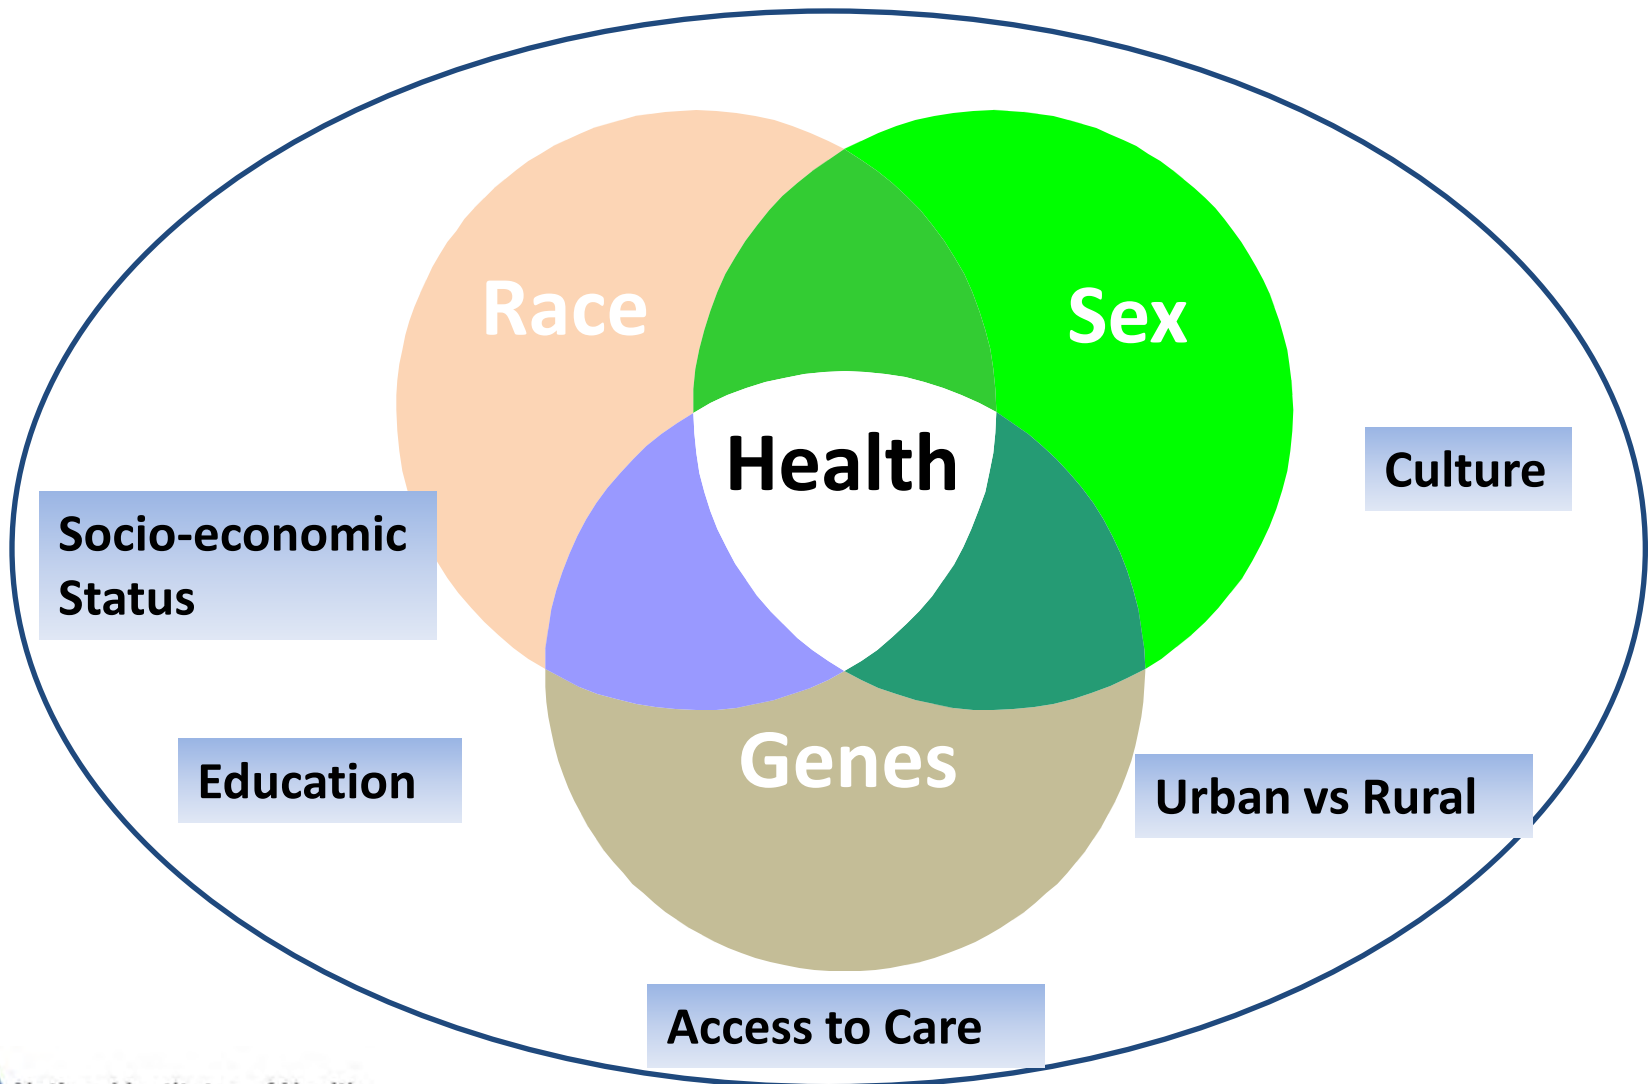 Race
Sex
Health
Culture
Socio-economic
Status
Education
Genes
Urban vs Rural
Access to Care